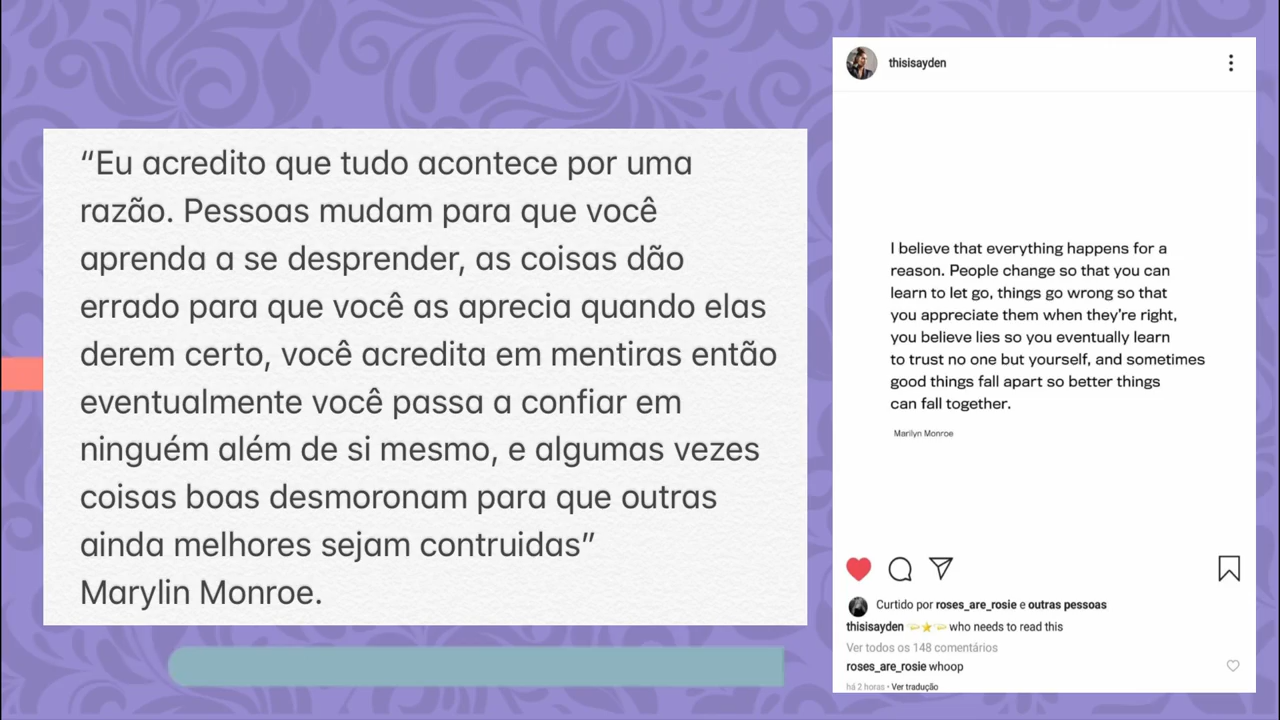 “Eu acredito que tudo acontece por uma
razão. Pessoas mudam para que você
aprenda a se desprender, as coisas dão
errado para que você as aprecia quando elas
derem certo, você acredita em mentiras então
eventualmente você passa a confiar em
ninguém além de si mesmo, e algumas vezes
coisas boas desmoronam para que outras
ainda melhores sejam contruidas”
Marylin Monroe.
thisisayden
I believe that everything happens for a
reason. People change so that you can
learn to let go, things go wrong so that
you appreciate them when they're right,
you believe lies so you eventually learn
to trust no one but yourself, and sometimes
good things fall apart so better things
can fall together.
Marilyn Monroe
Curtido por roses_are_rosie e outras pessoas
thisisayden 💫⭐💫 who needs to read this
Ver todos os 148 comentários
roses_are_rosie whoop
há 2 horas • Ver tradução